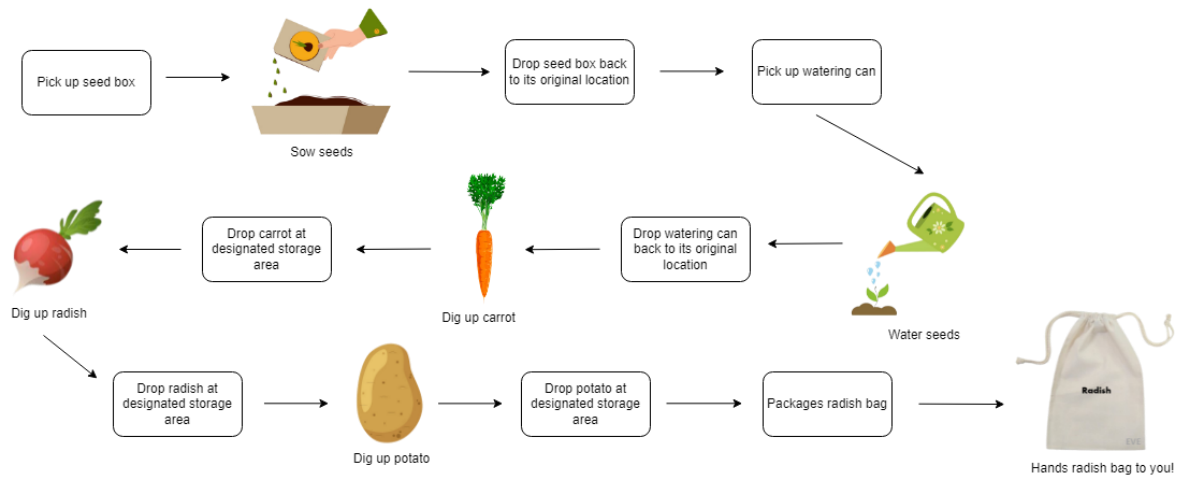 Pick up seed box
Sow seeds
Drop seed box back
to its original location
Pick up watering can
Water seeds
Drop watering can
back to its original
location
Dig up carrot
Drop carrot at
designated storage
area
Dig up radish
Drop radish at
designated storage
area
Dig up potato
Drop potato at
designated storage
area
Packages radish bag
Radish
EVS
Hands radish bag to you!